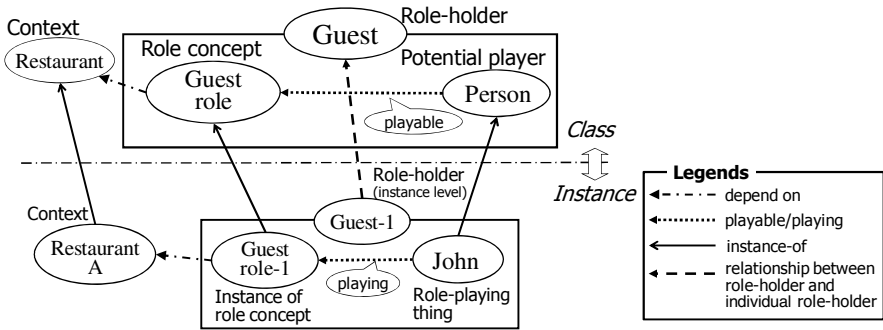 Role-holder
Context
Guest
Role concept
Potential player
Restaurant
Guest
role
Person
playable
Class
Instance
Role-holder
(instance level)
Context
Guest-1
Restaurant
A
Guest
role-1
John
playing
Instance of
role concept
Role-playing
thing
Legends
depend on
playable/playing
instance-of
relationship between
role-holder and
individual role-holder